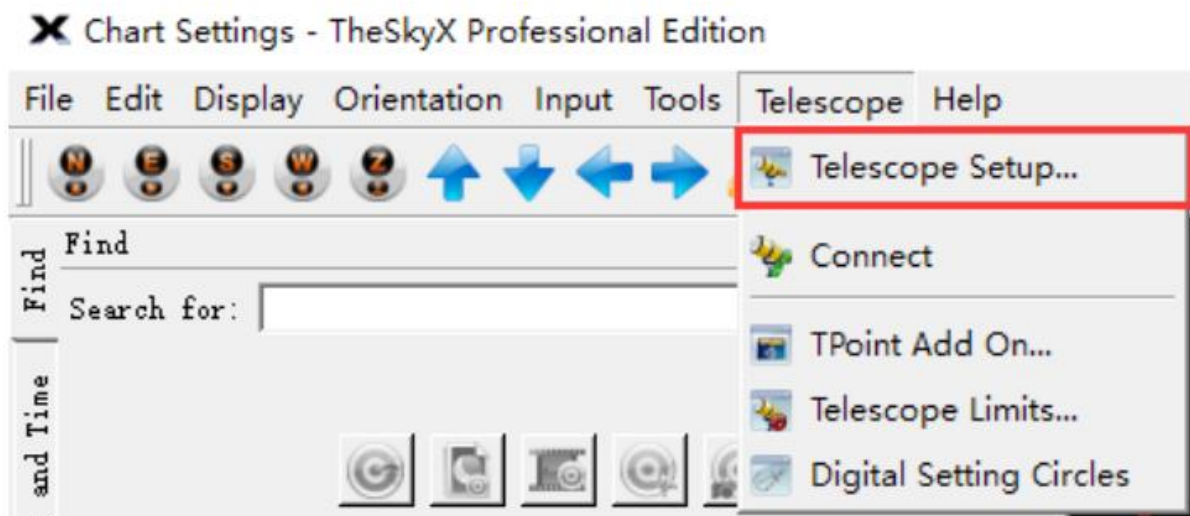 Chart Settings - TheSkyX Professional Edition
File Edit Display Orientation Input Tools Telescope Help
N E S W Z
Telescope Setup...
Find
Find
Connect
Search for:
TPoint Add On...
and Time
Telescope Limits...
Digital Setting Circles